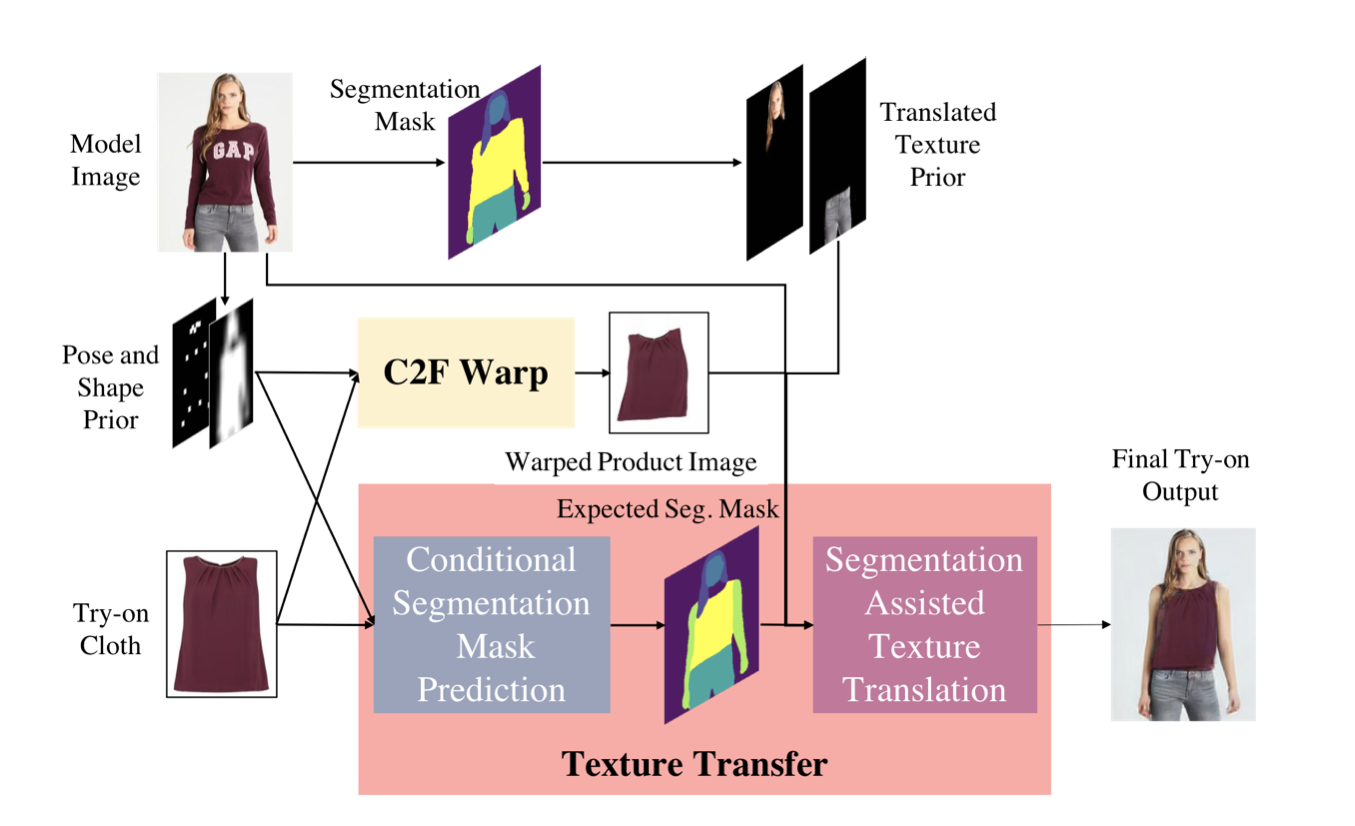 Segmentation
Mask
Model
Image
GAP
Translated
Texture
Prior
Pose and
Shape
Prior
C2F Warp
Warped Product Image
Expected Seg. Mask
Final Try-on
Output
Try-on
Cloth
Conditional
Segmentation
Mask
Prediction
Segmentation
Assisted
Texture
Translation
Texture Transfer